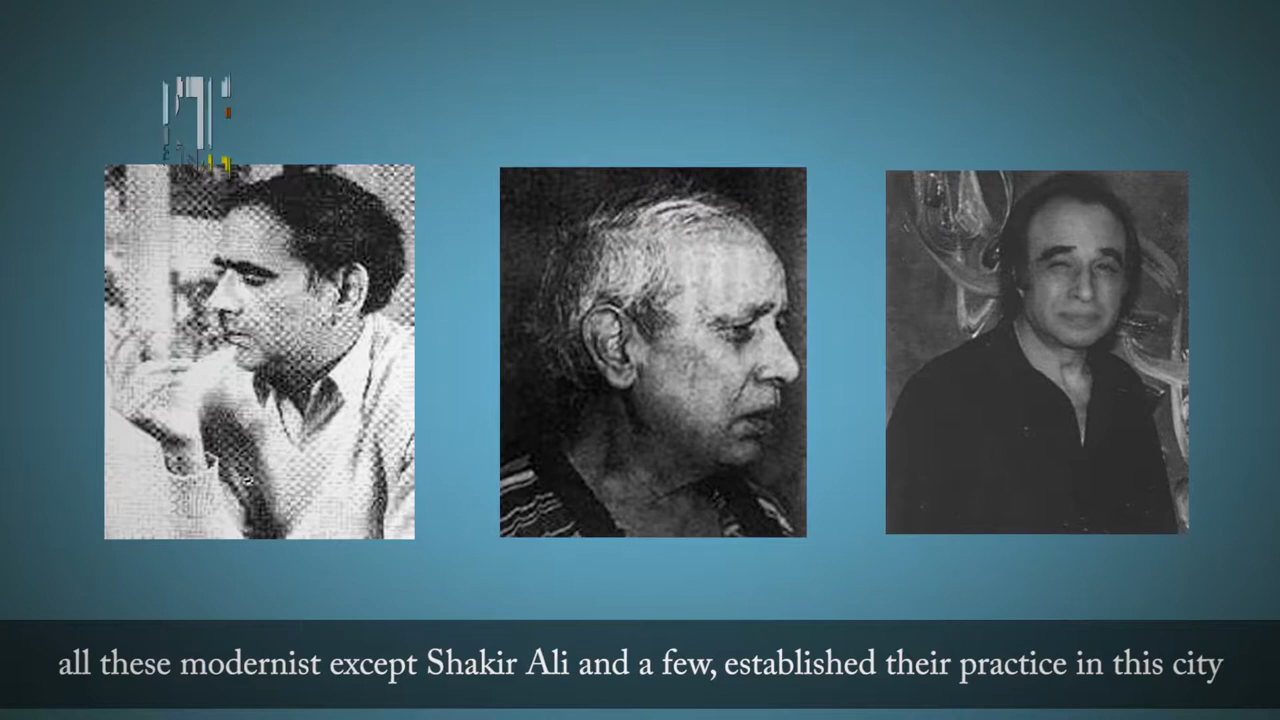 all these modernist except Shakir Ali and a few, established their practice in this city